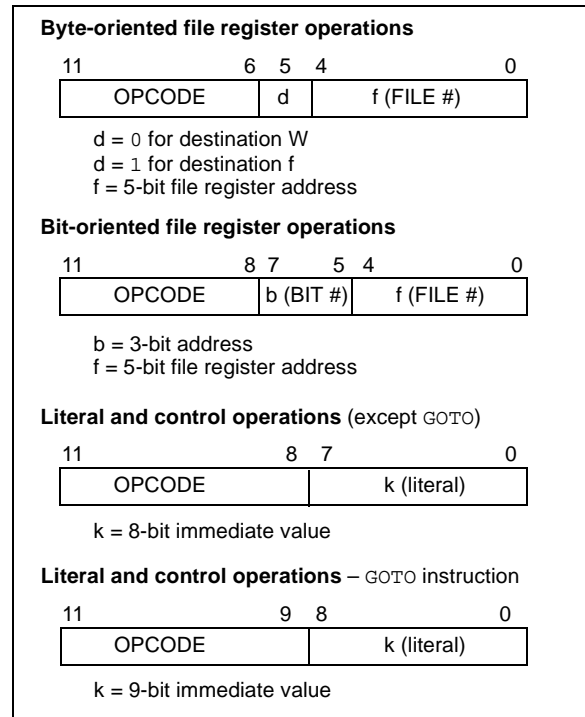 Byte-oriented file register operations
11 6 5 4 0
OPCODE d f (FILE #)
d = 0 for destination W
d = 1 for destination f
f = 5-bit file register address
Bit-oriented file register operations
11 8 7 5 4 0
OPCODE b (BIT #) f (FILE #)
b = 3-bit address
f = 5-bit file register address
Literal and control operations (except GOTO)
11 8 7 0
OPCODE k (literal)
k = 8-bit immediate value
Literal and control operations – GOTO instruction
11 9 8 0
OPCODE k (literal)
k = 9-bit immediate value